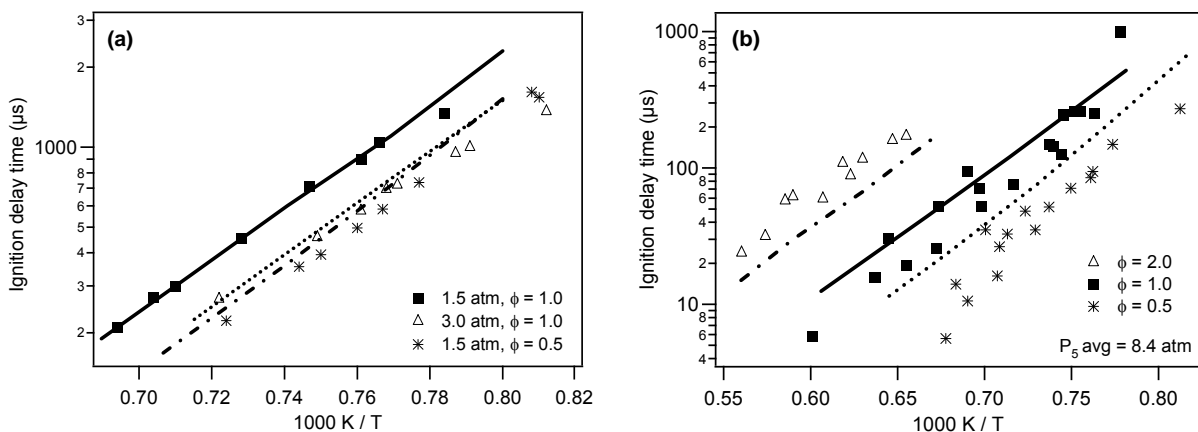 (a)
Ignition delay time (µs)
3
2
1000
8
7
6
5
4
3
2
1.5 atm, ϕ = 1.0
3.0 atm, ϕ = 1.0
1.5 atm, ϕ = 0.5
0.70 0.72 0.74 0.76 0.78 0.80 0.82
1000 K / T
(b)
Ignition delay time (µs)
1000
8
6
4
2
100
8
6
4
2
10
8
6
4
ϕ = 2.0
ϕ = 1.0
ϕ = 0.5
P5 avg = 8.4 atm
0.55 0.60 0.65 0.70 0.75 0.80
1000 K / T